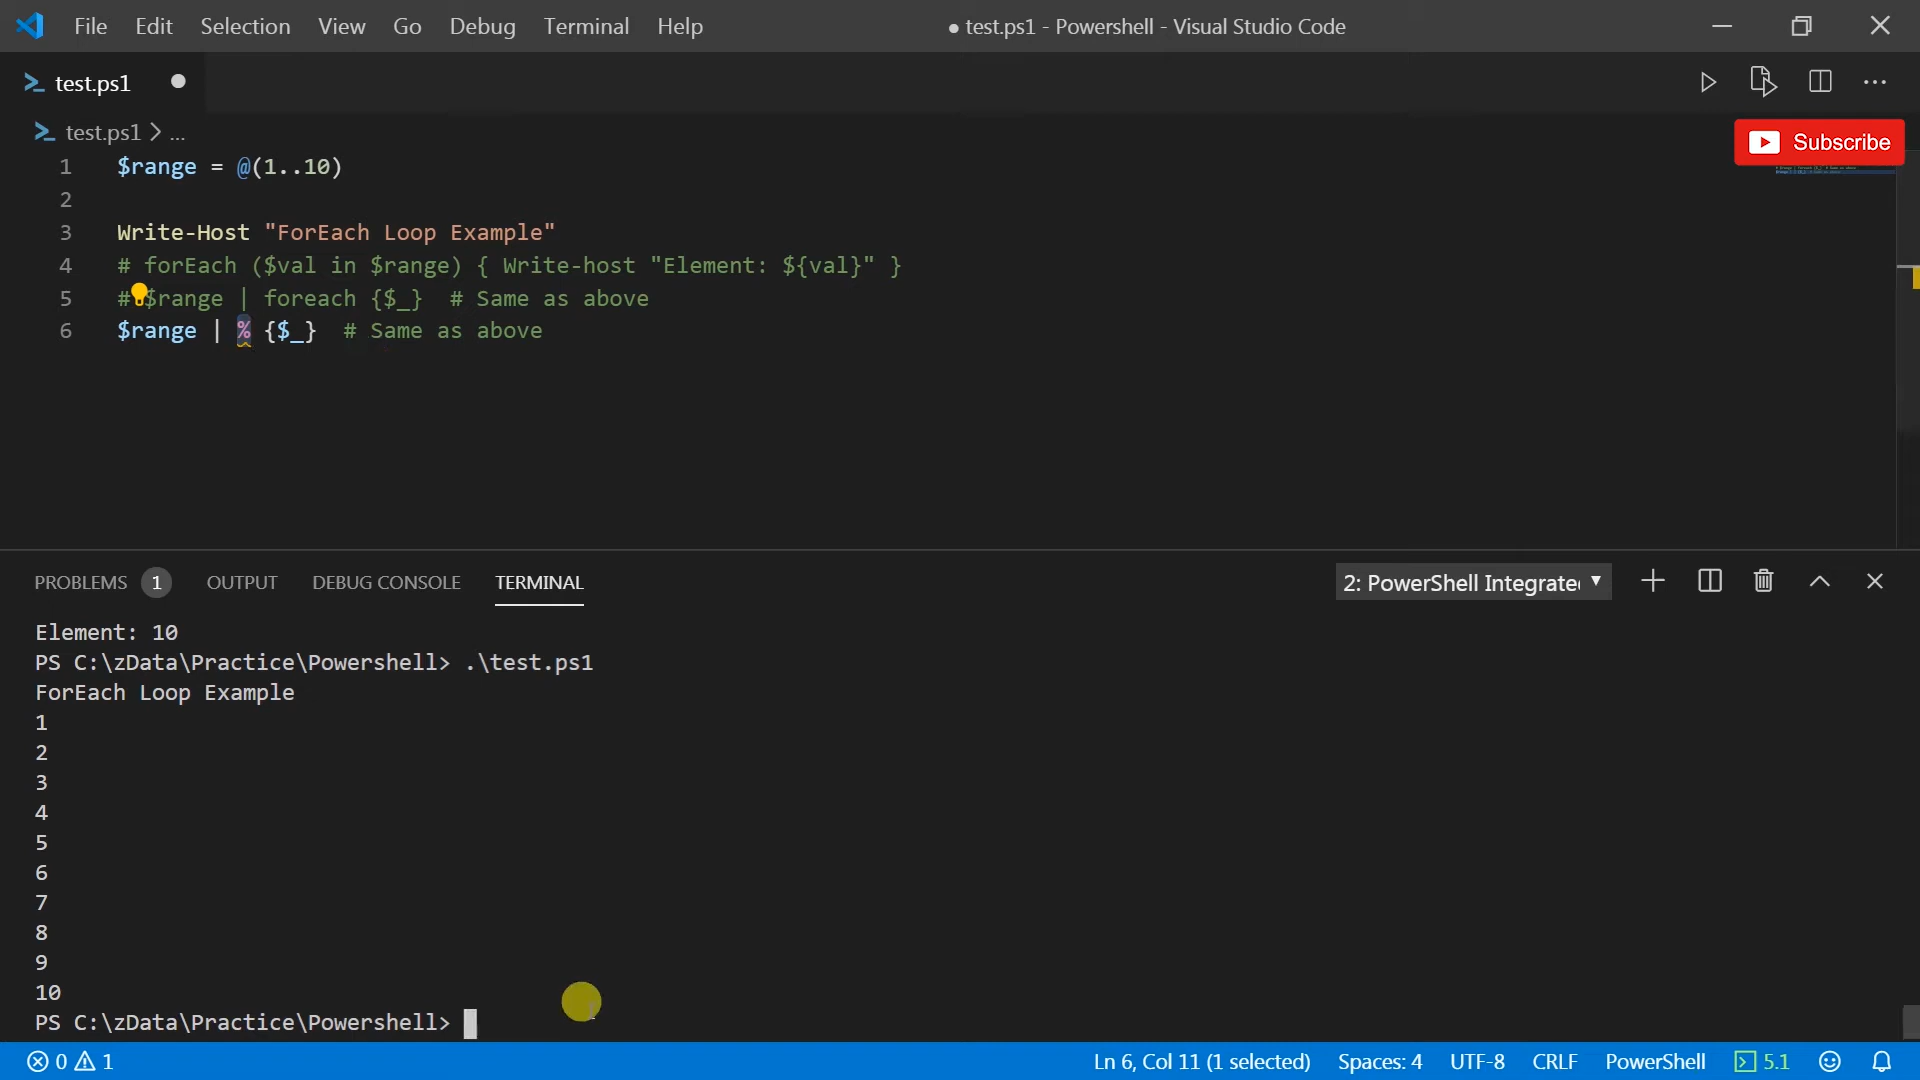 File Edit Selection View Go Debug Terminal Help
● test.ps1 - Powershell - Visual Studio Code
test.ps1
test.ps1 > ...
Subscribe
1 $range = @(1..10)
2
3 Write-Host "ForEach Loop Example"
4 # forEach ($val in $range) { Write-host "Element: ${val}" }
5 # $range | foreach {$_} # Same as above
6 $range | % {$_} # Same as above
PROBLEMS 1 OUTPUT DEBUG CONSOLE TERMINAL
2: PowerShell Integrate
Element: 10
PS C:\zData\Practice\Powershell> .\test.ps1
ForEach Loop Example
1
2
3
4
5
6
7
8
9
10
PS C:\zData\Practice\Powershell>
0 1
Ln 6, Col 11 (1 selected) Spaces: 4 UTF-8 CRLF PowerShell 5.1